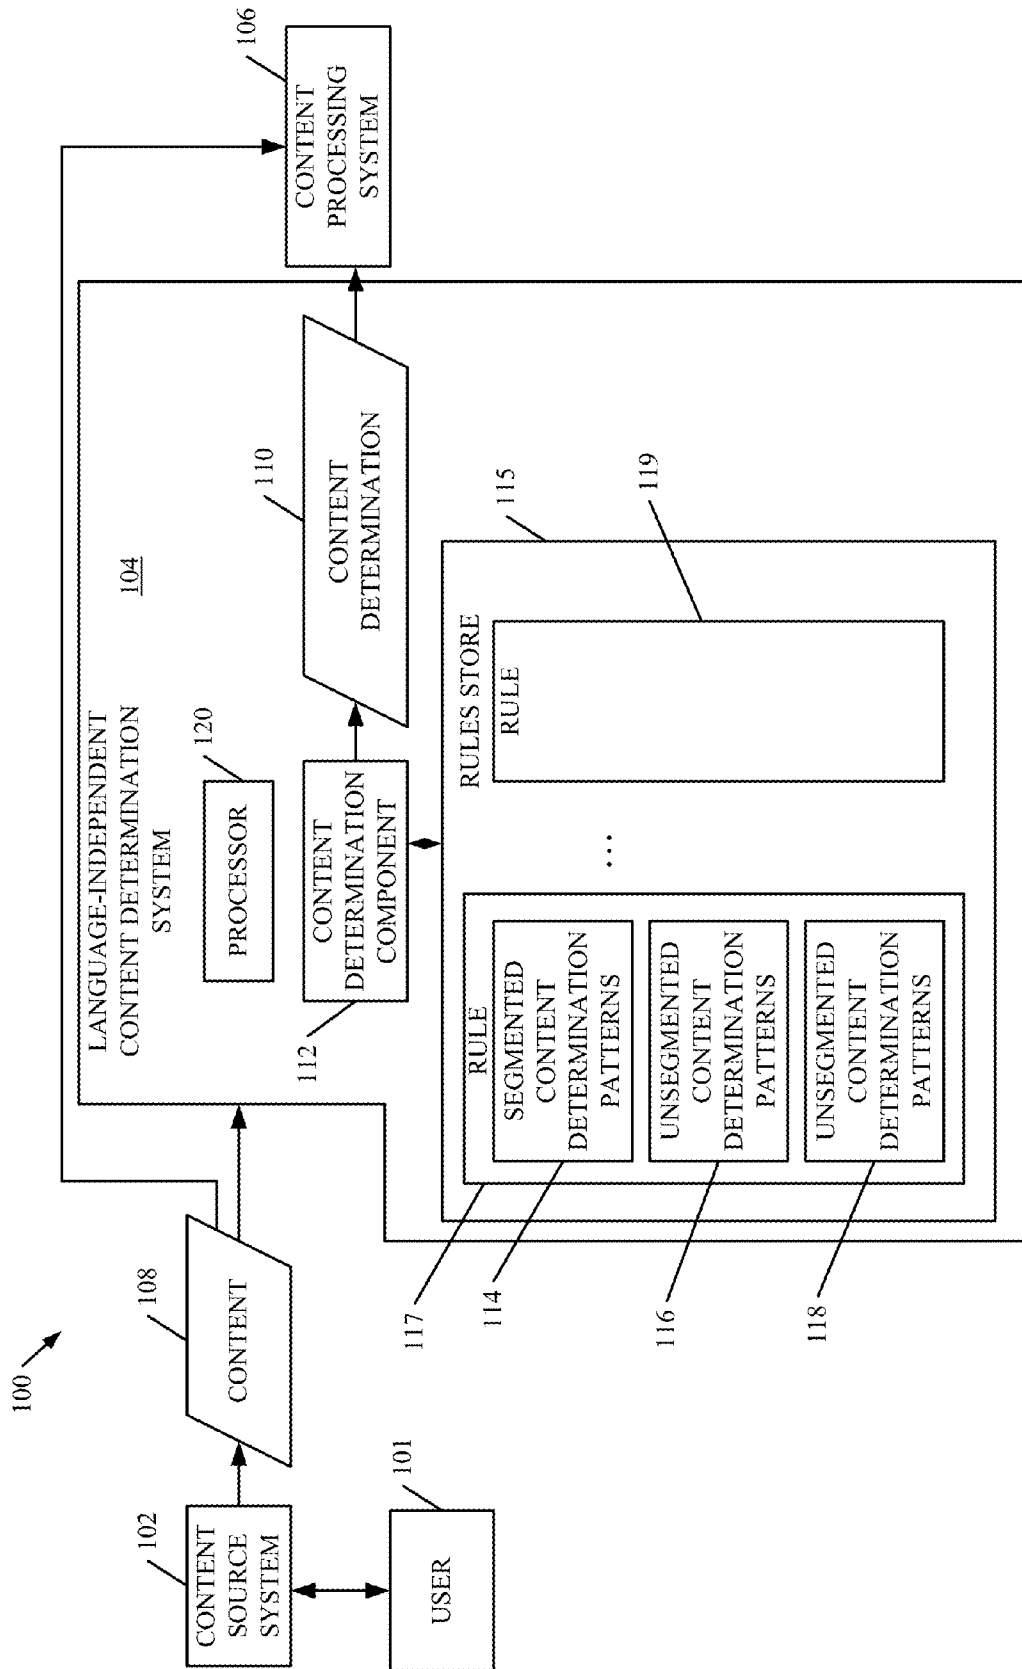 100
102
CONTENT
SOURCE
SYSTEM
101
USER
108
CONTENT
LANGUAGE-INDEPENDENT
CONTENT DETERMINATION
SYSTEM
104
120
PROCESSOR
112
CONTENT
DETERMINATION
COMPONENT
110
CONTENT
DETERMINATION
106
CONTENT
PROCESSING
SYSTEM
115
RULES STORE
117
RULE
114
SEGMENTED
CONTENT
DETERMINATION
PATTERNS
116
UNSEGMENTED
CONTENT
DETERMINATION
PATTERNS
118
UNSEGMENTED
CONTENT
DETERMINATION
PATTERNS
...
119
RULE